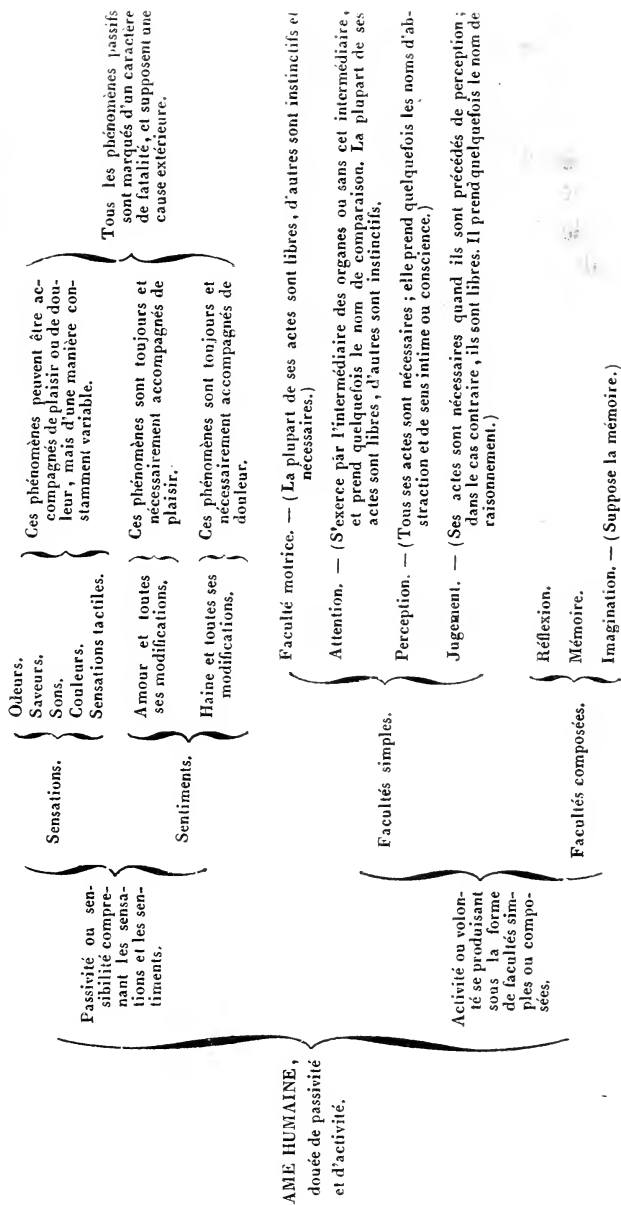 AME HUMAINE,
douée de passivité
et d'activité.
Passivité ou sen-
sibilité compre-
nant les sensa-
tions et les sen-
timents.
Sensations.
Odeurs.
Saveurs.
Sons.
Couleurs.
Sensations tactiles.
Ces phénomènes peuvent être ac-
compagnés de plaisir ou de dou-
leur, mais d'une manière con-
stamment variable.
Sentiments.
Amour et toutes
ses modifications.
Ces phénomènes sont toujours et
nécessairement accompagnés de
plaisir.
Haine et toutes ses
modifications.
Ces phénomènes sont toujours et
nécessairement accompagnés de
douleur.
Tous les phénomènes passifs
sont marqués d'un caractère
de fatalité, et supposent une
cause extérieure.
Activité ou volon-
té se produisant
sous la forme
de facultés sim-
ples ou compo-
sées.
Facultés simples.
Faculté motrice. — (La plupart de ses actes sont libres, d'autres sont instinctifs et
nécessaires.)
Attention. — (S'exerce par l'intermédiaire des organes ou sans cet intermédiaire,
et prend quelquefois le nom de comparaison. La plupart de ses
actes sont libres, d'autres sont instinctifs.
Perception. — (Tous ses actes sont nécessaires; elle prend quelquefois les noms d'ab-
straction et de sens intime ou conscience.)
Jugement. — (Ses actes sont nécessaires quand ils sont précédés de perception;
dans le cas contraire, ils sont libres. Il prend quelquefois le nom de
raisonnement.)
Facultés composées.
Réflexion.
Mémoire.
Imagination. — (Suppose la mémoire.)